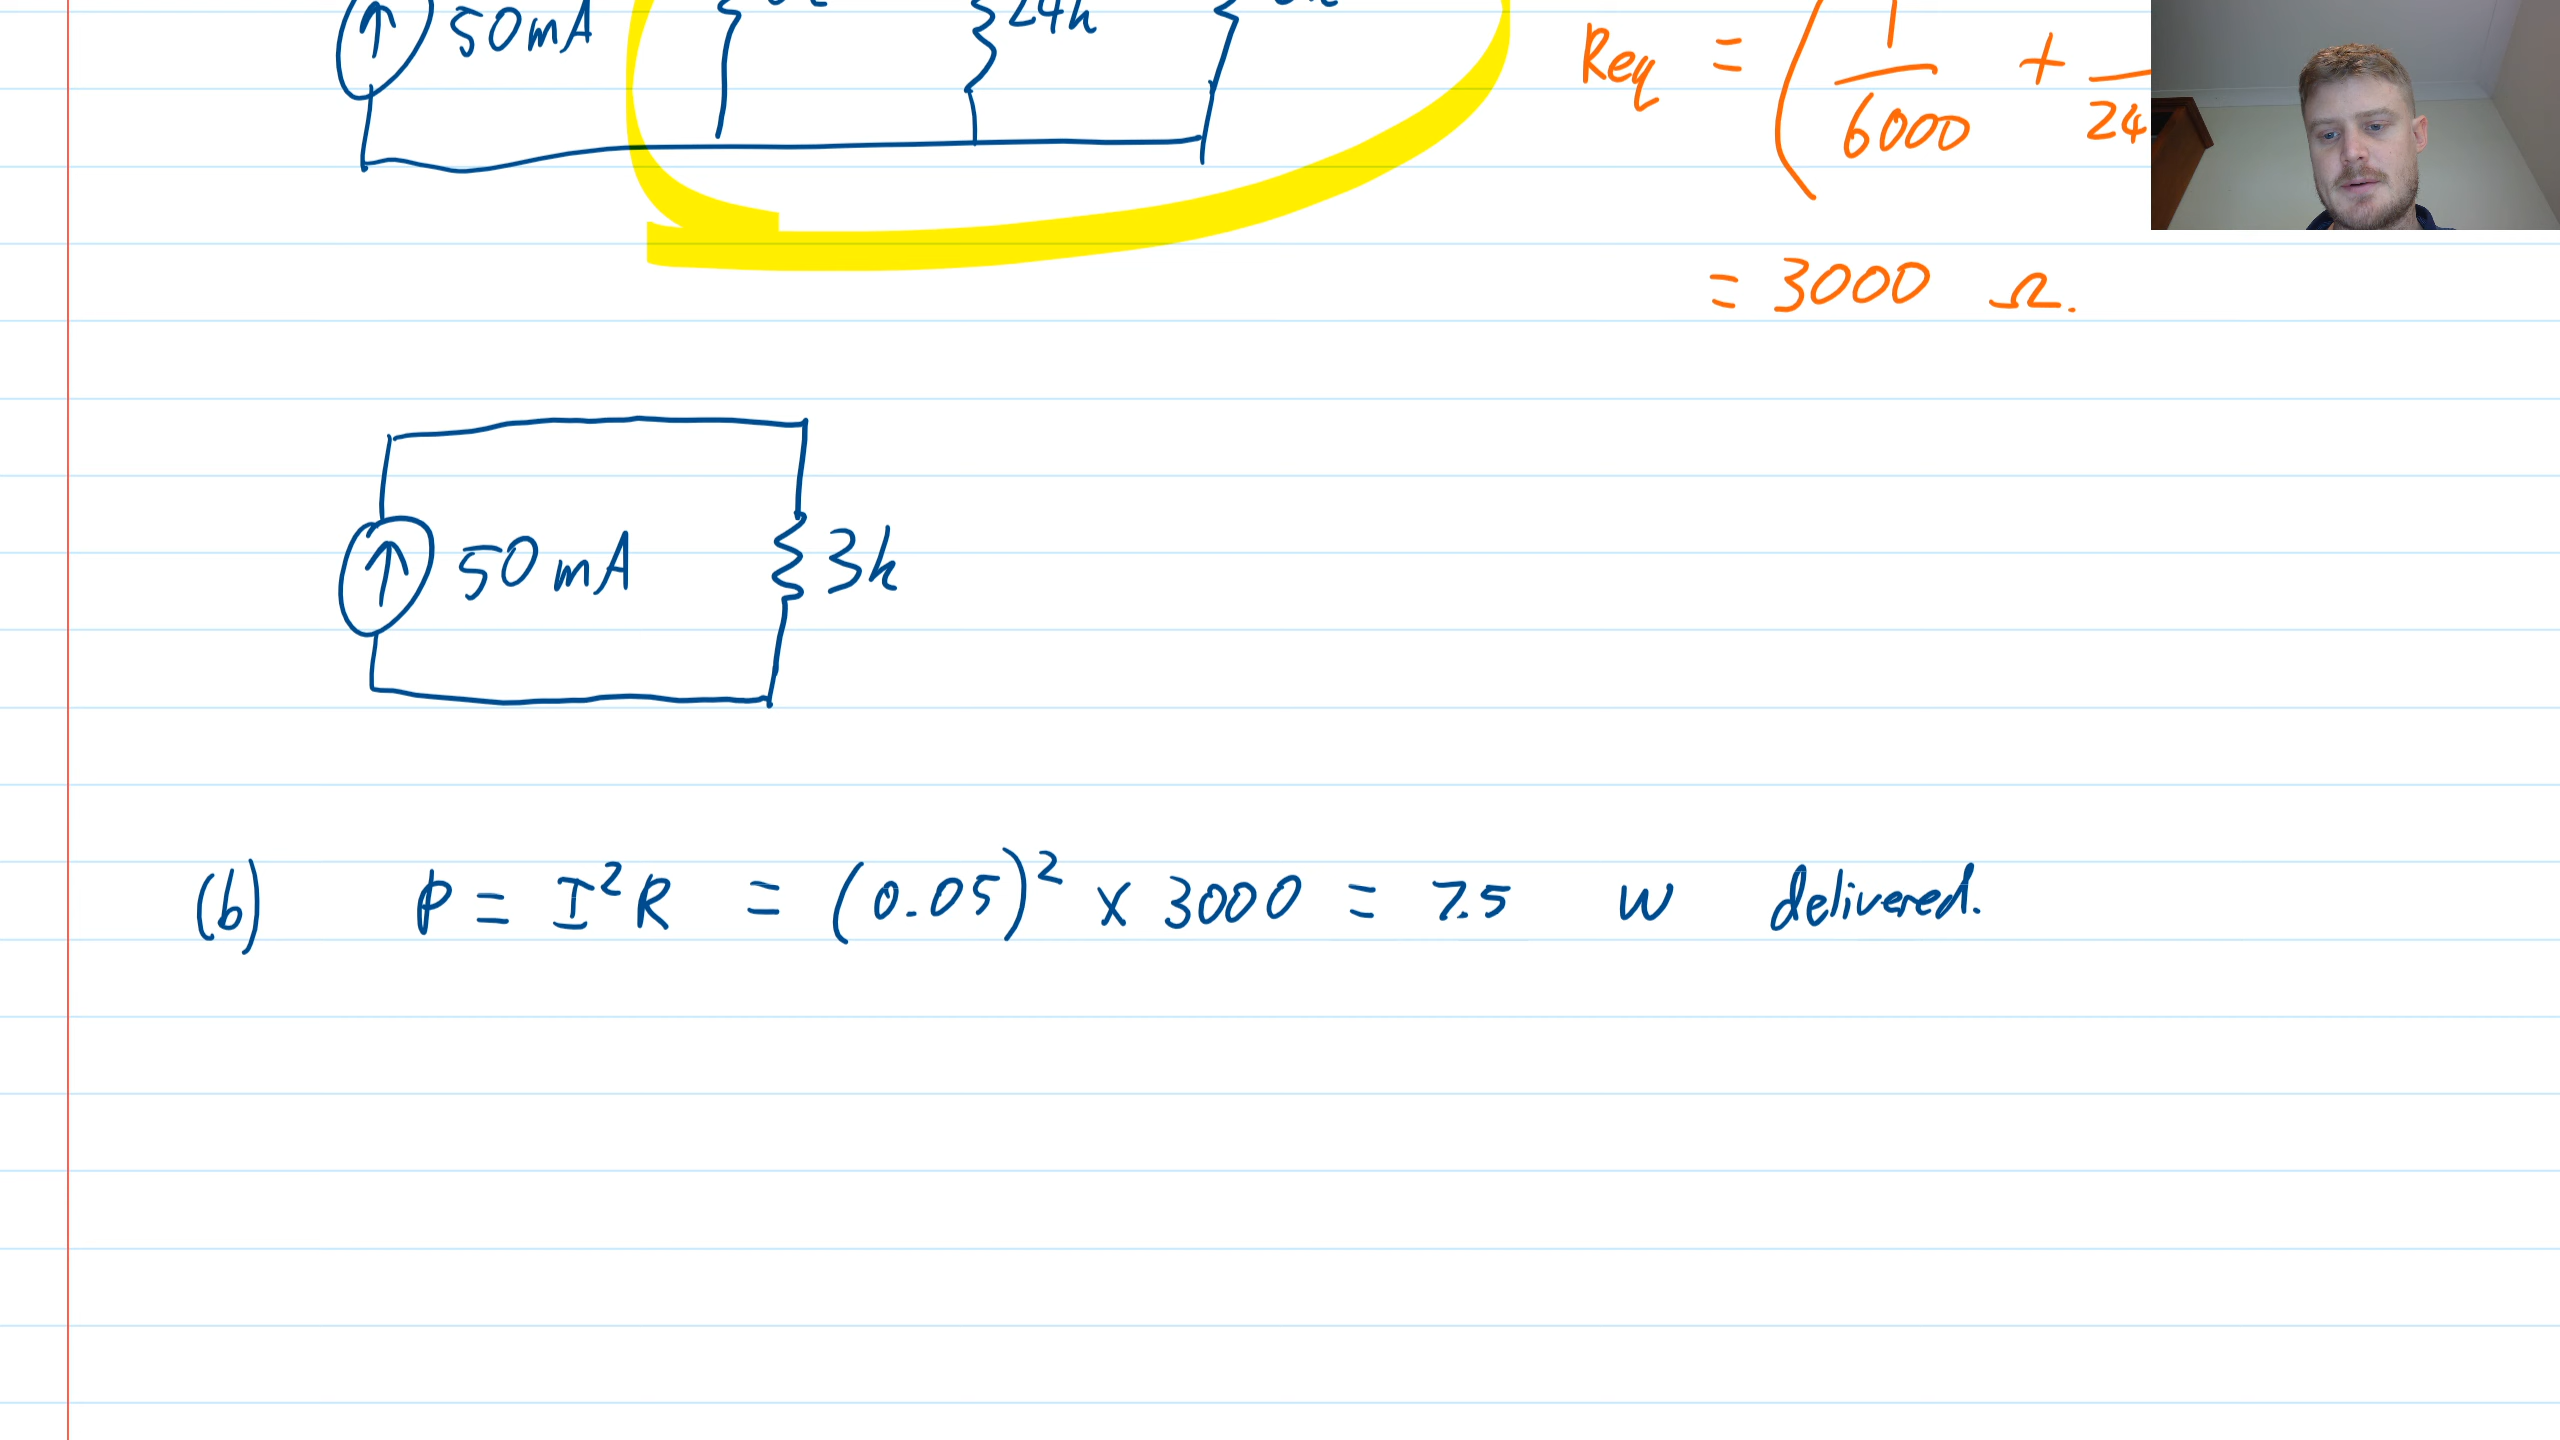 50mA 24k
Req = ( 1/6000 + /24
= 3000 Ω.
50mA 3k
(b) P = I²R = (0.05)² × 3000 = 7.5 W delivered.